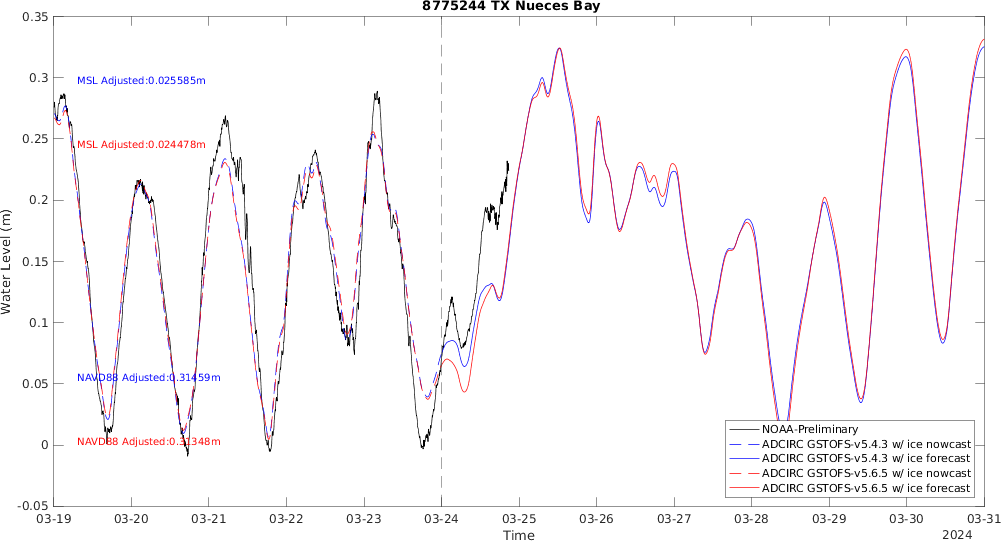 8775244 TX Nueces Bay
0.35
0.3
0.25
0.2
0.15
0.1
0.05
0
-0.05
Water Level (m)
MSL Adjusted:0.025585m
MSL Adjusted:0.024478m
NAVD88 Adjusted:0.31459m
NAVD88 Adjusted:0.31348m
NOAA-Preliminary
ADCIRC GSTOFS-v5.4.3 w/ ice nowcast
ADCIRC GSTOFS-v5.4.3 w/ ice forecast
ADCIRC GSTOFS-v5.6.5 w/ ice nowcast
ADCIRC GSTOFS-v5.6.5 w/ ice forecast
03-19 03-20 03-21 03-22 03-23 03-24 03-25 03-26 03-27 03-28 03-29 03-30 03-31
Time
2024